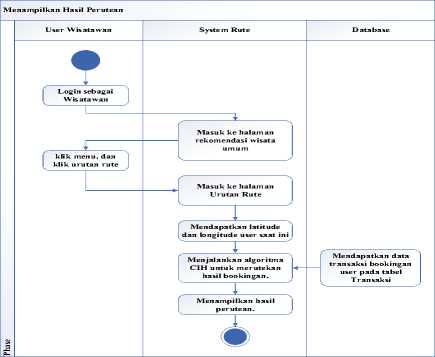 Menampilkan Hasil Perutean
User Wisatawan
System Rute
Database
Login sebagai
Wisatawan
Masuk ke halaman
rekomendasi wisata
umum
klik menu, dan
klik urutan rute
Masuk ke halaman
Urutan Rute
Mendapatkan latitude
dan longitude user saat ini
Menjalankan algoritma
CIH untuk merutekan
hasil bookingan.
Mendapatkan data
transaksi bookingan
user pada tabel
Transaksi
Menampilkan hasil
perutean.
Phase